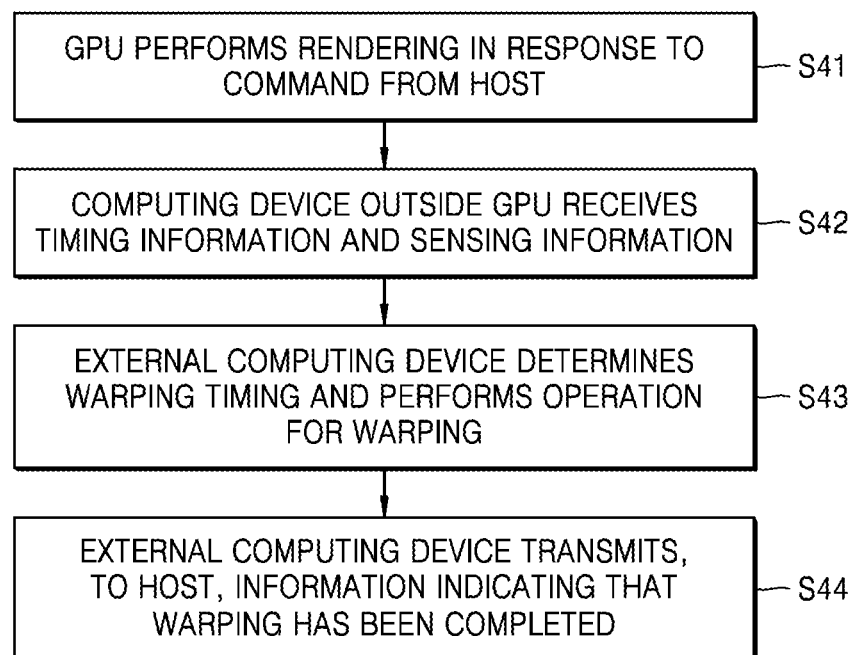 GPU PERFORMS RENDERING IN RESPONSE TO
COMMAND FROM HOST
S41
COMPUTING DEVICE OUTSIDE GPU RECEIVES
TIMING INFORMATION AND SENSING INFORMATION
S42
EXTERNAL COMPUTING DEVICE DETERMINES
WARPING TIMING AND PERFORMS OPERATION
FOR WARPING
S43
EXTERNAL COMPUTING DEVICE TRANSMITS,
TO HOST, INFORMATION INDICATING THAT
WARPING HAS BEEN COMPLETED
S44